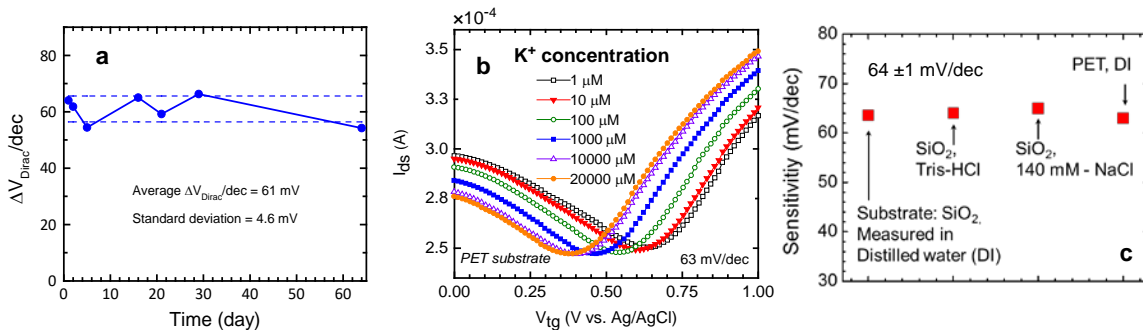 a
ΔV_Dirac/dec
100
80
60
40
20
0
Average ΔV_Dirac/dec = 61 mV
Standard deviation = 4.6 mV
0 10 20 30 40 50 60
Time (day)
×10⁻⁴
b
K⁺ concentration
1 μM
10 μM
100 μM
1000 μM
10000 μM
20000 μM
I_ds (A)
3.5
3.4
3.0
2.5
2.0
PET substrate
63 mV/dec
0.00 0.25 0.50 0.75 1.00
V_tg (V vs. Ag/AgCl)
Sensitivitiy (mV/dec)
80
70
60
50
40
30
64 ±1 mV/dec
PET, DI
SiO₂,
Tris-HCl
SiO₂,
140 mM - NaCl
Substrate: SiO₂,
Measured in
Distilled water (DI)
c